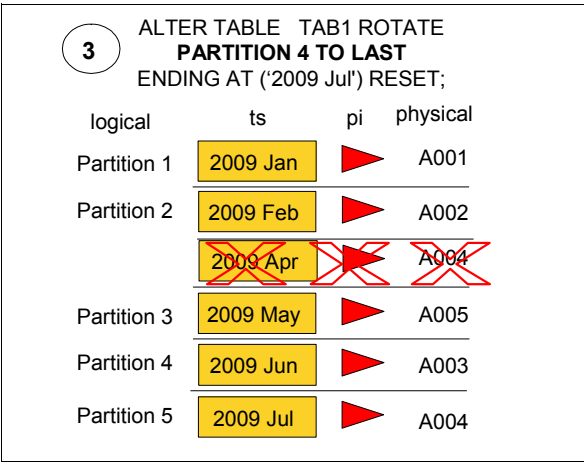 3
ALTER TABLE TAB1 ROTATE
PARTITION 4 TO LAST
ENDING AT (‘2009 Jul') RESET;
logical ts pi physical
Partition 1 2009 Jan A001
Partition 2 2009 Feb A002
2009 Apr A004
Partition 3 2009 May A005
Partition 4 2009 Jun A003
Partition 5 2009 Jul A004